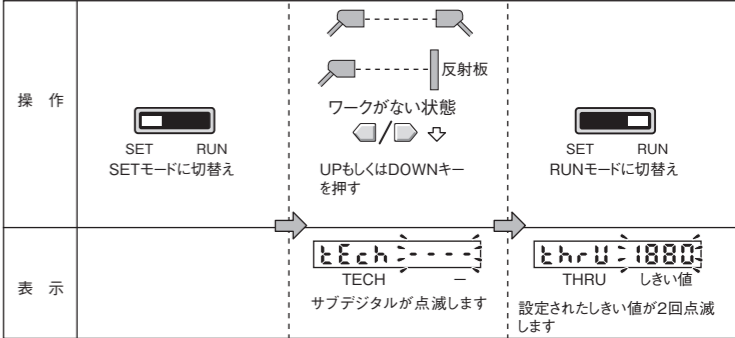 操 作
SET RUN
SETモードに切替え
反射板
ワークがない状態
/
UPもしくはDOWNキー
を押す
SET RUN
RUNモードに切替え
表 示
tEch ----
TECH –
サブデジタルが点滅します
thrU 1880
THRU しきい値
設定されたしきい値が2回点滅
します